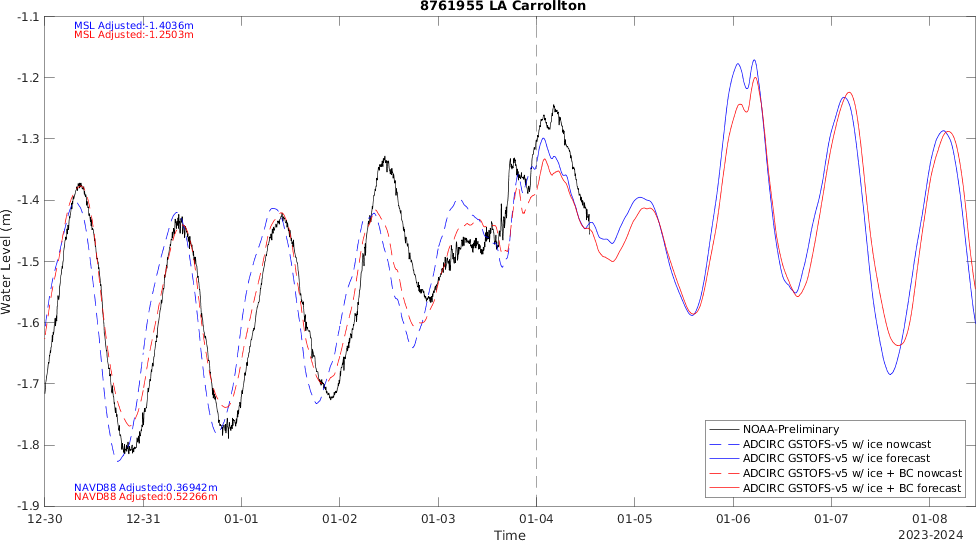 8761955 LA Carrollton
MSL Adjusted:-1.4036m
MSL Adjusted:-1.2503m
-1.1
-1.2
-1.3
-1.4
-1.5
-1.6
-1.7
-1.8
-1.9
Water Level (m)
NAVD88 Adjusted:0.36942m
NAVD88 Adjusted:0.52266m
NOAA-Preliminary
ADCIRC GSTOFS-v5 w/ ice nowcast
ADCIRC GSTOFS-v5 w/ ice forecast
ADCIRC GSTOFS-v5 w/ ice + BC nowcast
ADCIRC GSTOFS-v5 w/ ice + BC forecast
12-30 12-31 01-01 01-02 01-03 01-04 01-05 01-06 01-07 01-08
Time
2023-2024